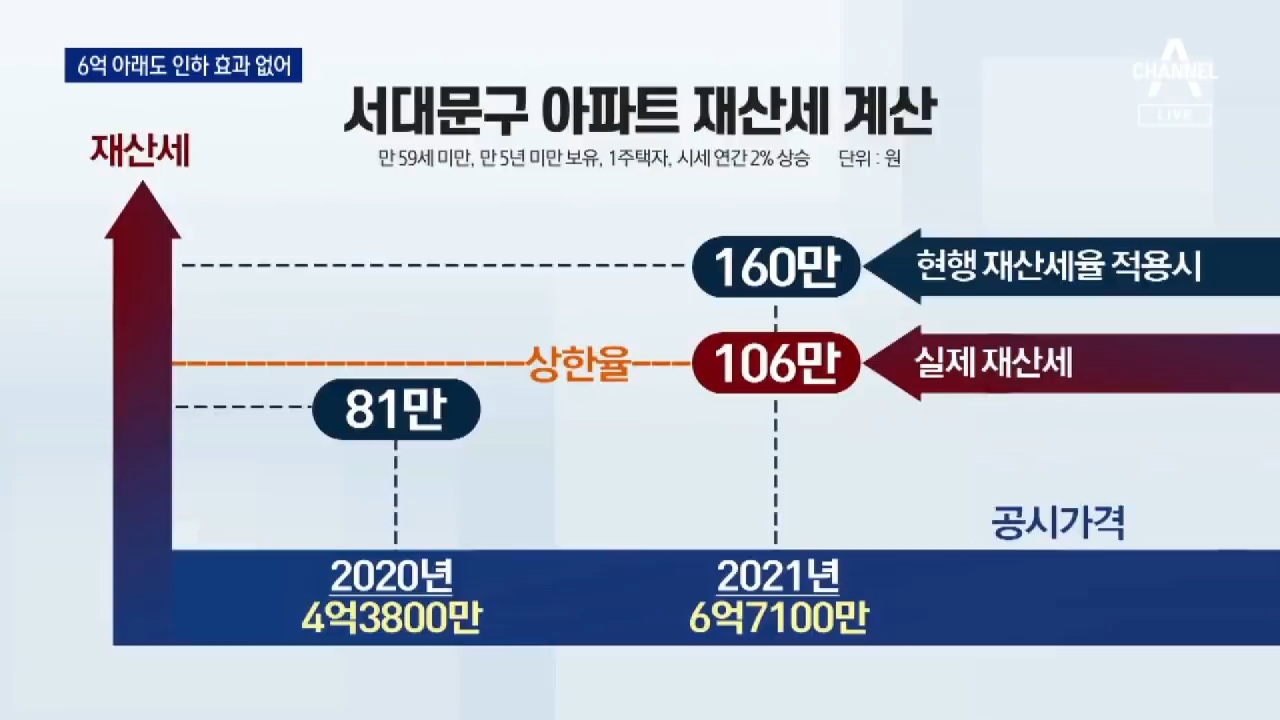 6억 아래도 인하 효과 없어
CHANNEL A
LIVE
서대문구 아파트 재산세 계산
만 59세 미만, 만 5년 미만 보유, 1주택자, 시세 연간 2% 상승 단위 : 원
재산세
160만
현행 재산세율 적용시
상한율
106만
실제 재산세
81만
공시가격
2020년
4억3800만
2021년
6억7100만